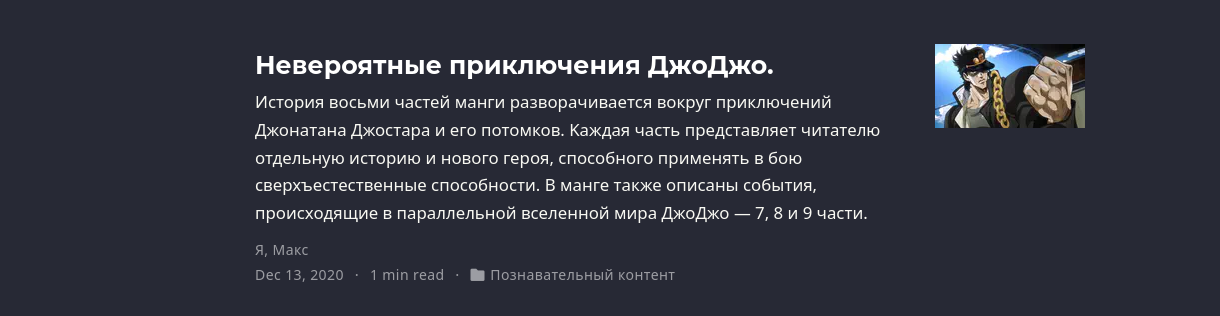 Невероятные приключения ДжоДжо.
История восьми частей манги разворачивается вокруг приключений
Джонатана Джостара и его потомков. Каждая часть представляет читателю
отдельную историю и нового героя, способного применять в бою
сверхъестественные способности. В манге также описаны события,
происходящие в параллельной вселенной мира ДжоДжо — 7, 8 и 9 части.
Я, Макс
Dec 13, 2020 · 1 min read · Познавательный контент